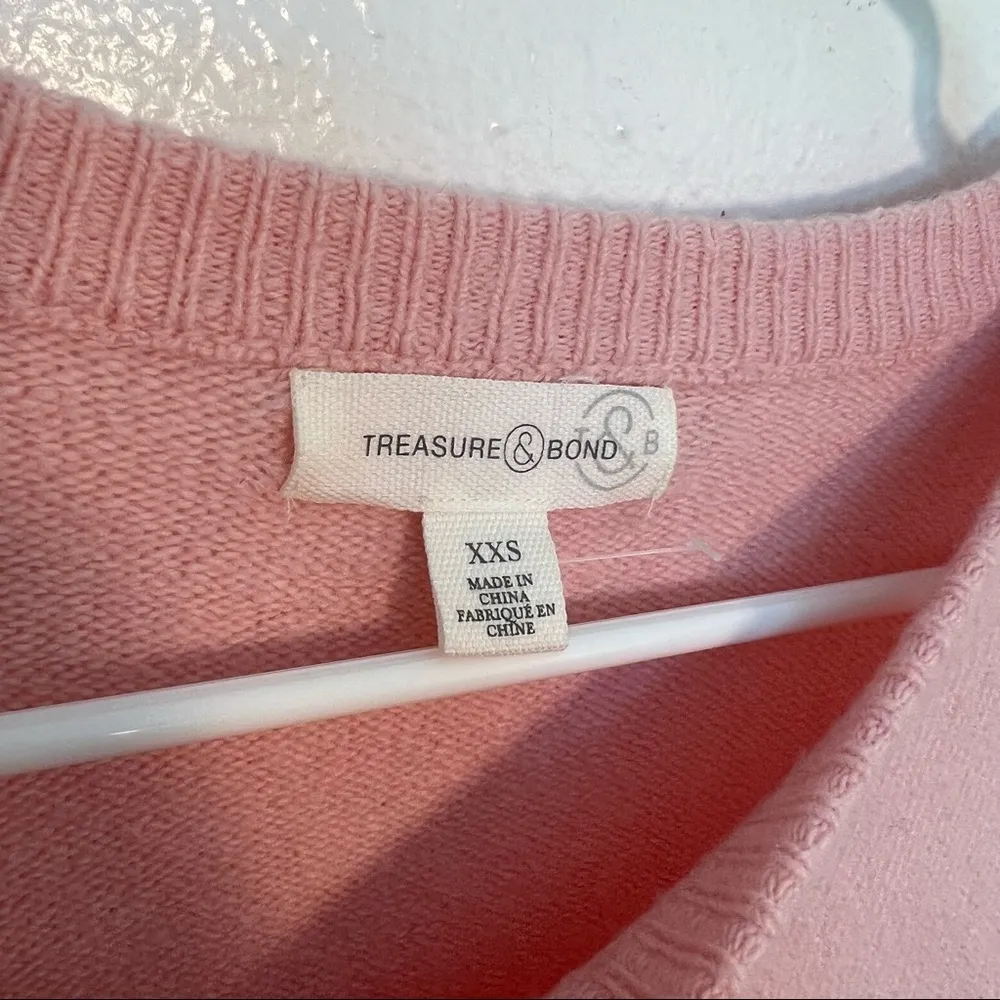 TREASURE & BOND
T & B
XXS
MADE IN
CHINA
FABRIQUÉ EN
CHINE